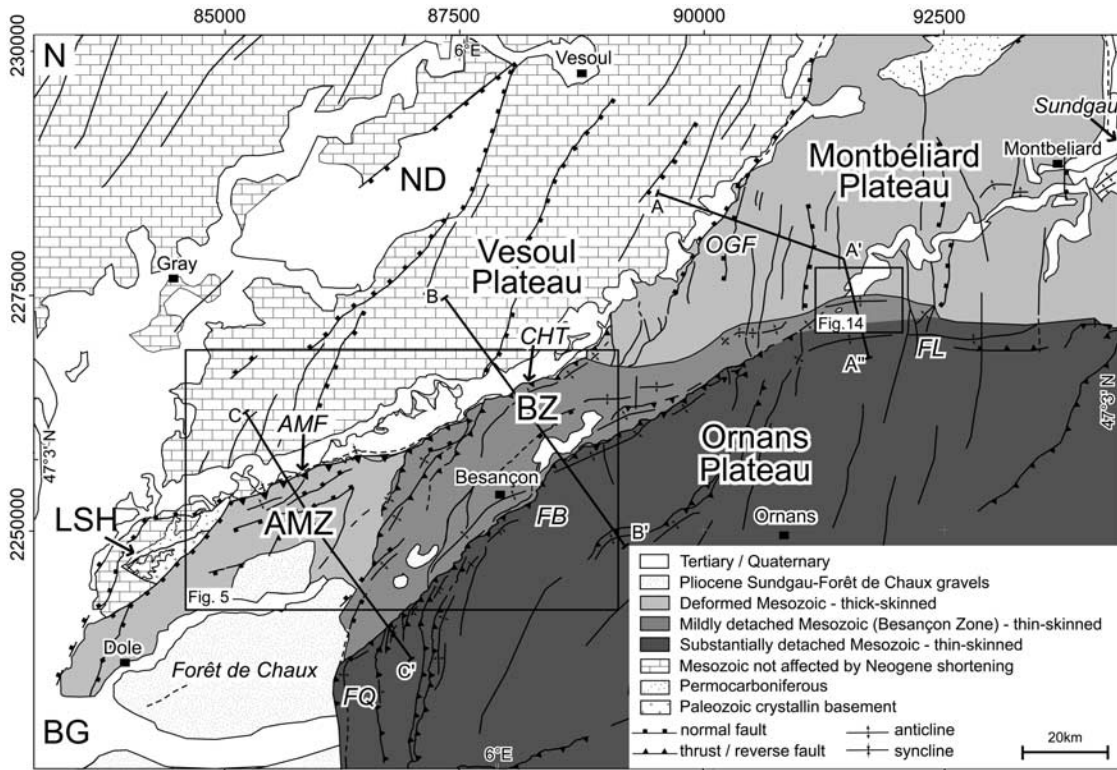 85000 87500 90000 92500
2300000
2275000
2250000
N
6°E
Vesoul
Sundgau
Montbéliard
Montbéliard
Plateau
ND
Vesoul
Plateau
OGF
A
A'
A"
Gray
B
Fig.14
FL
CHT
BZ
C
AMF
47°3' N
47°3' N
Ornans
Plateau
Besançon
LSH
AMZ
FB
B'
Ornans
Fig. 5
Dole
Forêt de Chaux
C'
FQ
BG
6°E
Tertiary / Quaternary
Pliocene Sundgau-Forêt de Chaux gravels
Deformed Mesozoic - thick-skinned
Mildly detached Mesozoic (Besançon Zone) - thin-skinned
Substantially detached Mesozoic - thin-skinned
Mesozoic not affected by Neogene shortening
Permocarboniferous
Paleozoic crystallin basement
normal fault anticline
thrust / reverse fault syncline
20km